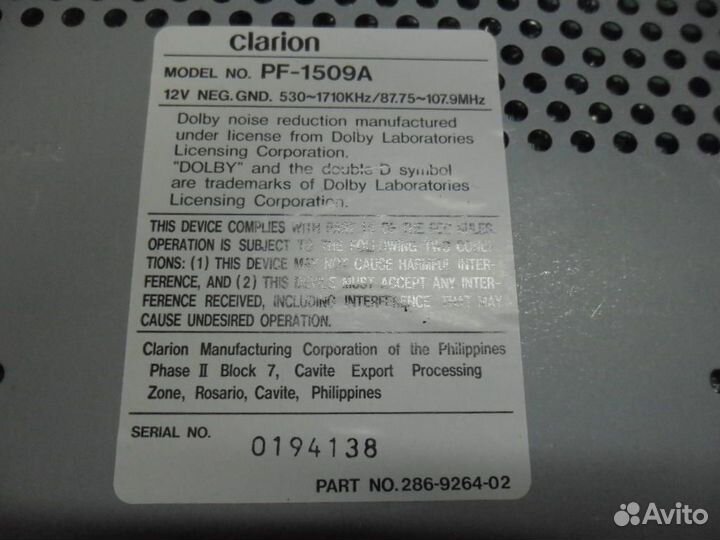 clarion
MODEL NO. PF-1509A
12V NEG. GND. 530~1710KHz/87.75~107.9MHz
Dolby noise reduction manufactured
under license from Dolby Laboratories
Licensing Corporation.
"DOLBY" and the double-D symbol
are trademarks of Dolby Laboratories
Licensing Corporation.
THIS DEVICE COMPLIES WITH PART 15 OF THE FCC RULES.
OPERATION IS SUBJECT TO THE FOLLOWING TWO CONDI-
TIONS: (1) THIS DEVICE MAY NOT CAUSE HARMFUL INTER-
FERENCE, AND (2) THIS DEVICE MUST ACCEPT ANY INTER-
FERENCE RECEIVED, INCLUDING INTERFERENCE THAT MAY
CAUSE UNDESIRED OPERATION.
Clarion Manufacturing Corporation of the Philippines
Phase II Block 7, Cavite Export Processing
Zone, Rosario, Cavite, Philippines
SERIAL NO. 0194138
PART NO. 286-9264-02
Avito